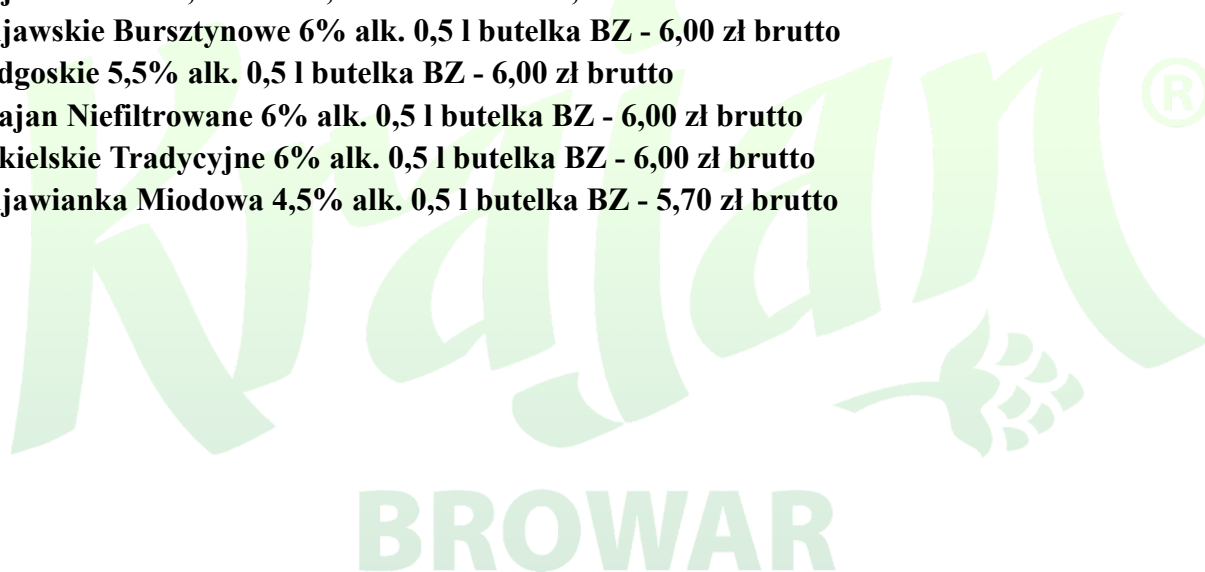 jawskie Bursztynowe 6% alk. 0,5 l butelka BZ - 6,00 zł brutto
dgoskie 5,5% alk. 0,5 l butelka BZ - 6,00 zł brutto
ajan Niefiltrowane 6% alk. 0,5 l butelka BZ - 6,00 zł brutto
kielskie Tradycyjne 6% alk. 0,5 l butelka BZ - 6,00 zł brutto
jawianka Miodowa 4,5% alk. 0,5 l butelka BZ - 5,70 zł brutto
Krajan ®
BROWAR